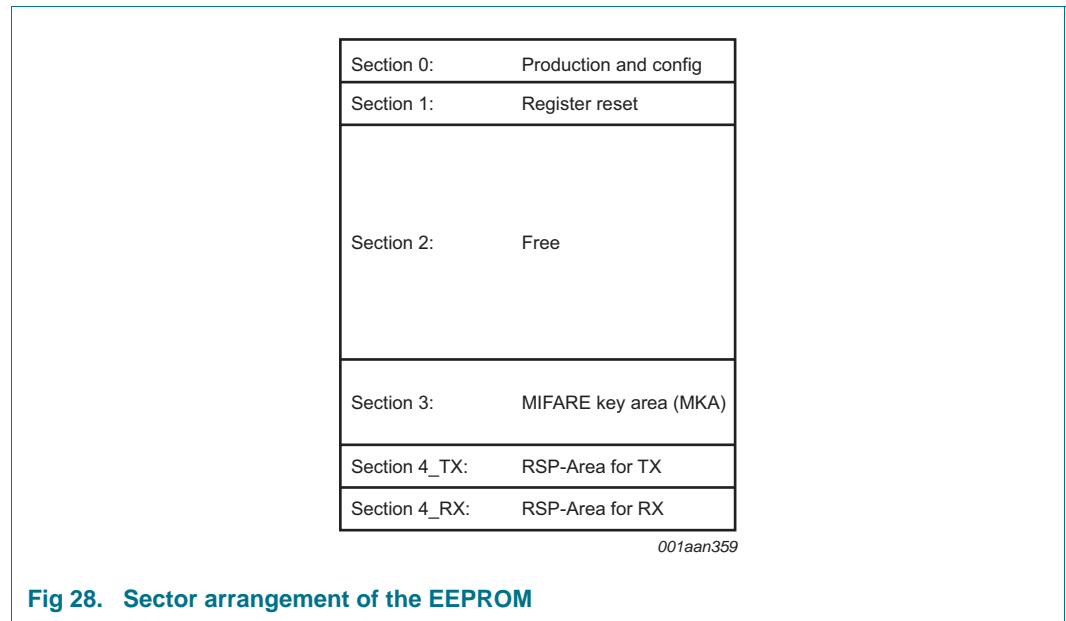 Section 0: Production and config
Section 1: Register reset
Section 2: Free
Section 3: MIFARE key area (MKA)
Section 4_TX: RSP-Area for TX
Section 4_RX: RSP-Area for RX
001aan359
Fig 28. Sector arrangement of the EEPROM